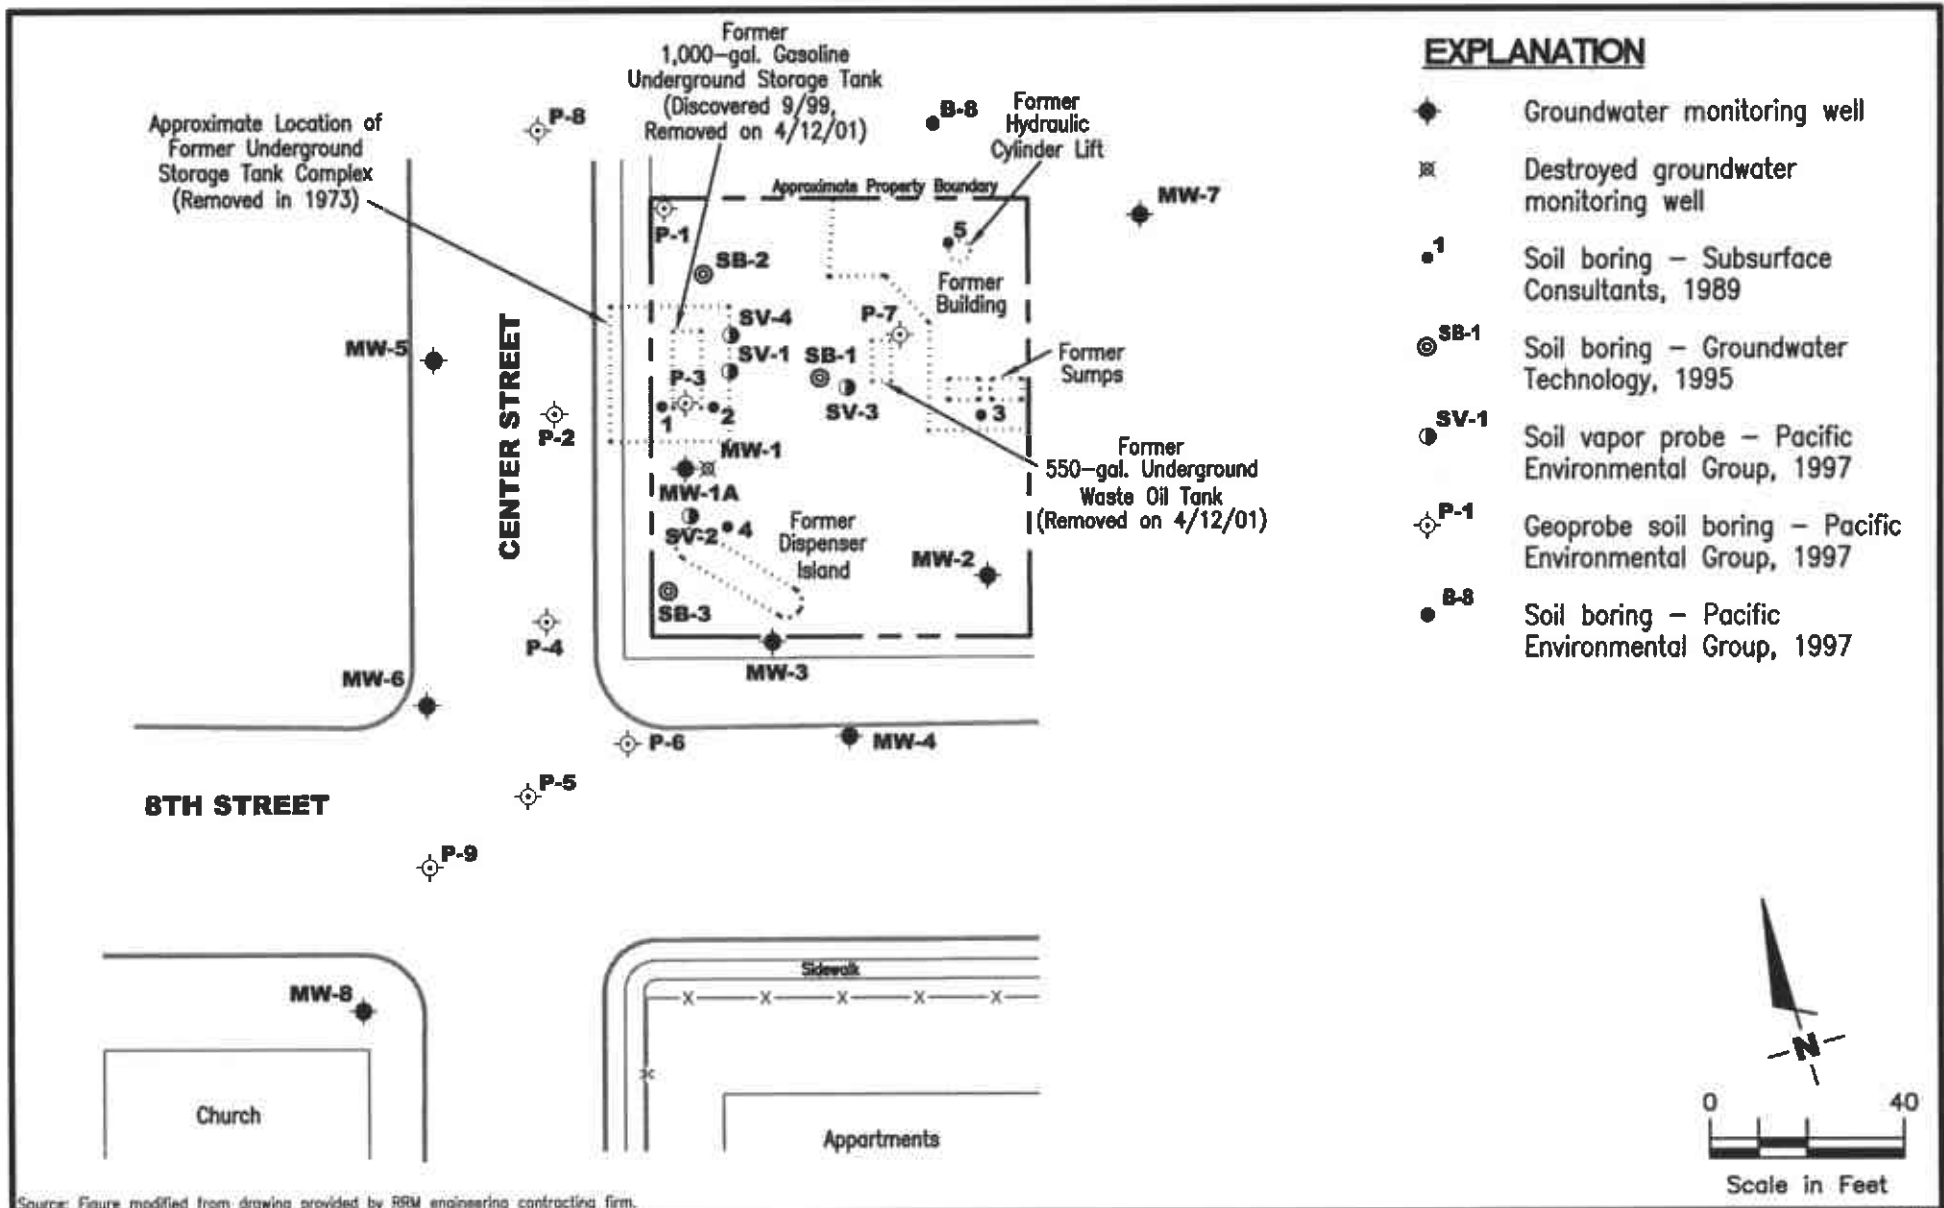 Former
1,000-gal. Gasoline
Underground Storage Tank
(Discovered 9/99,
Removed on 4/12/01)
Approximate Location of
Former Underground
Storage Tank Complex
(Removed in 1973)
P-8
B-8
Former
Hydraulic
Cylinder Lift
Approximate Property Boundary
MW-7
P-1
5
SB-2
Former
Building
SV-4
P-7
MW-5
CENTER STREET
SV-1
SB-1
Former
Sumps
P-3
SV-3
P-2
1
2
3
MW-1
MW-1A
Former
550-gal. Underground
Waste Oil Tank
(Removed on 4/12/01)
SV-2
4
Former
Dispenser
Island
MW-2
SB-3
P-4
MW-3
MW-6
P-6
MW-4
P-5
8TH STREET
P-9
Sidewalk
X X X X X
X
MW-8
Church
Appartments
Source: Figure modified from drawing provided by RRM engineering contracting firm.
EXPLANATION
Groundwater monitoring well
Destroyed groundwater
monitoring well
1
Soil boring - Subsurface
Consultants, 1989
SB-1
Soil boring - Groundwater
Technology, 1995
SV-1
Soil vapor probe - Pacific
Environmental Group, 1997
P-1
Geoprobe soil boring - Pacific
Environmental Group, 1997
B-8
Soil boring - Pacific
Environmental Group, 1997
N
0 40
Scale in Feet